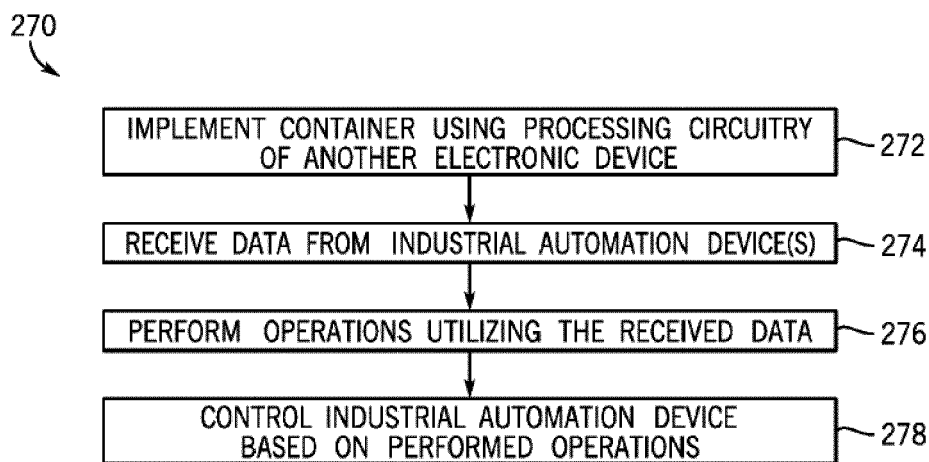 270
IMPLEMENT CONTAINER USING PROCESSING CIRCUITRY
OF ANOTHER ELECTRONIC DEVICE
272
RECEIVE DATA FROM INDUSTRIAL AUTOMATION DEVICE(S)
274
PERFORM OPERATIONS UTILIZING THE RECEIVED DATA
276
CONTROL INDUSTRIAL AUTOMATION DEVICE
BASED ON PERFORMED OPERATIONS
278